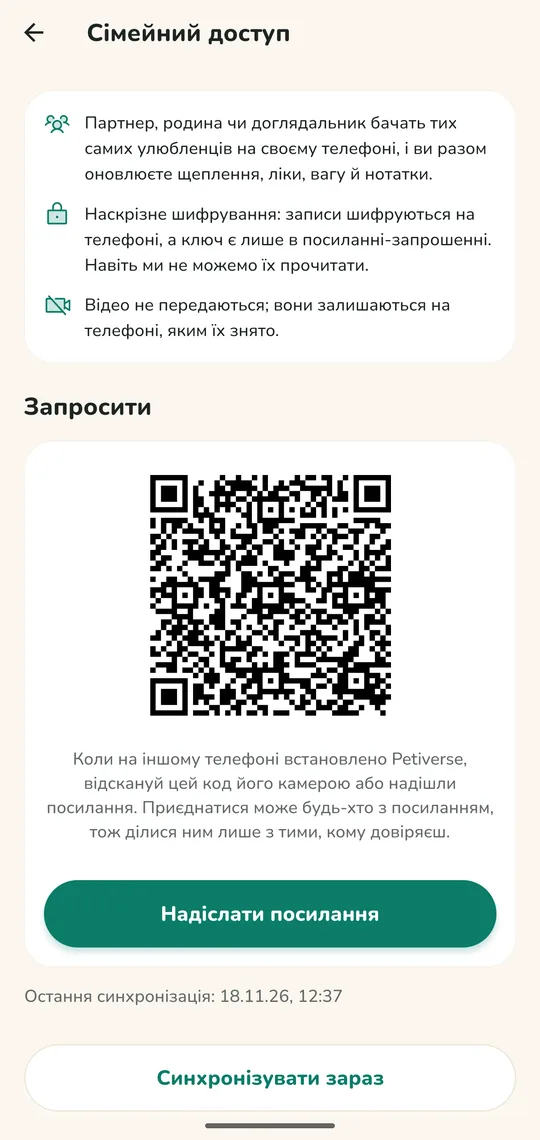 Сімейний доступ
Партнер, родина чи доглядальник бачать тих
самих улюбленців на своєму телефоні, і ви разом
оновлюєте щеплення, ліки, вагу й нотатки.
Наскрізне шифрування: записи шифруються на
телефоні, а ключ є лише в посиланні-запрошенні.
Навіть ми не можемо їх прочитати.
Відео не передаються; вони залишаються на
телефоні, яким їх знято.
Запросити
Коли на іншому телефоні встановлено Petiverse,
відскануй цей код його камерою або надішли
посилання. Приєднатися може будь-хто з посиланням,
тож ділися ним лише з тими, кому довіряєш.
Надіслати посилання
Остання синхронізація: 18.11.26, 12:37
Синхронізувати зараз